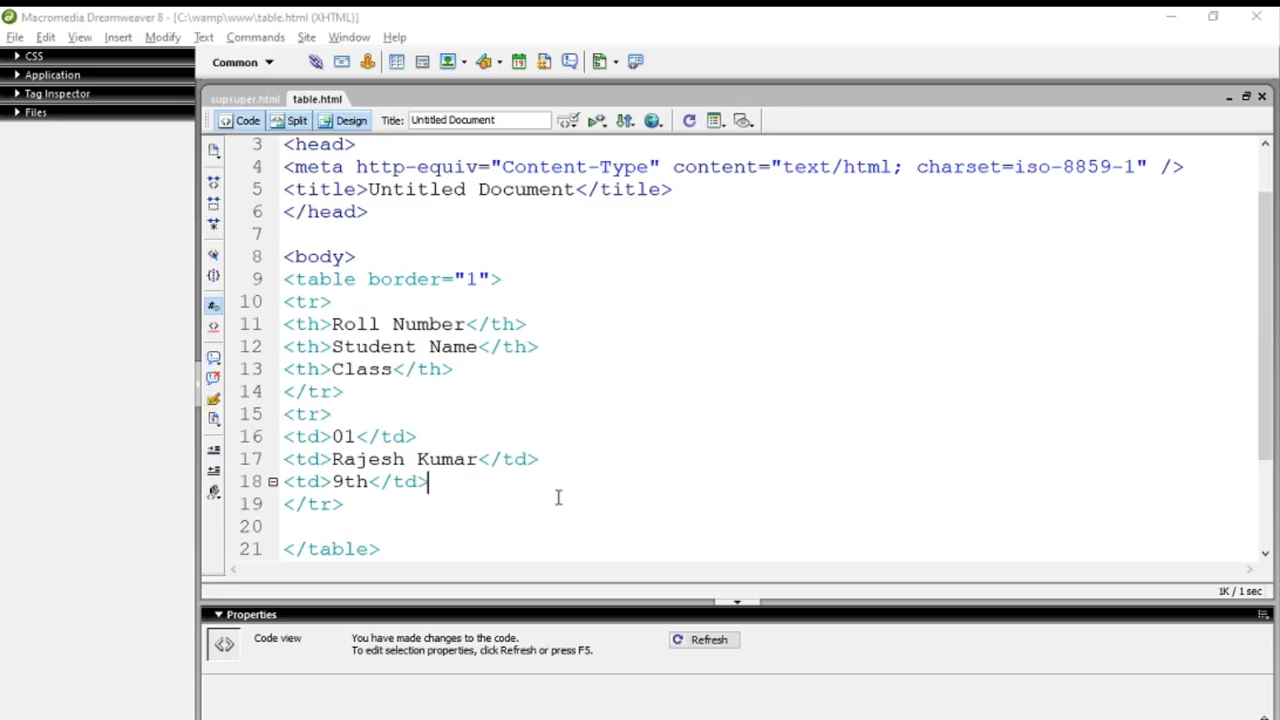 Macromedia Dreamweaver 8 - [C:\wamp\www\table.html (XHTML)]
File Edit View Insert Modify Text Commands Site Window Help
CSS
Application
Tag Inspector
Files
Common
supsuper.html table.html
Code Split Design Title: Untitled Document
3 <head>
4 <meta http-equiv="Content-Type" content="text/html; charset=iso-8859-1" />
5 <title>Untitled Document</title>
6 </head>
7
8 <body>
9 <table border="1">
10 <tr>
11 <th>Roll Number</th>
12 <th>Student Name</th>
13 <th>Class</th>
14 </tr>
15 <tr>
16 <td>01</td>
17 <td>Rajesh Kumar</td>
18 <td>9th</td>
19 </tr>
20
21 </table>
1K / 1 sec
Properties
Code view You have made changes to the code. Refresh
To edit selection properties, click Refresh or press F5.